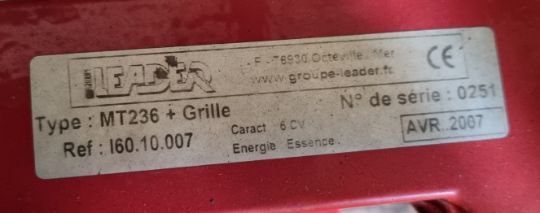 LEADER
- F - 76930 Octeville / Mer
www.groupe-leader.fr
CE
Type : MT236 + Grille
N° de série : 0251
Ref : I60.10.007
Caract 6 CV
Energie Essence
AVR. 2007